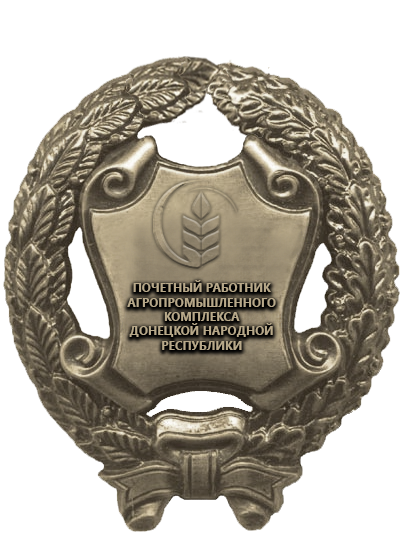 ПОЧЕТНЫЙ РАБОТНИК
АГРОПРОМЫШЛЕННОГО
КОМПЛЕКСА
ДОНЕЦКОЙ НАРОДНОЙ
РЕСПУБЛИКИ